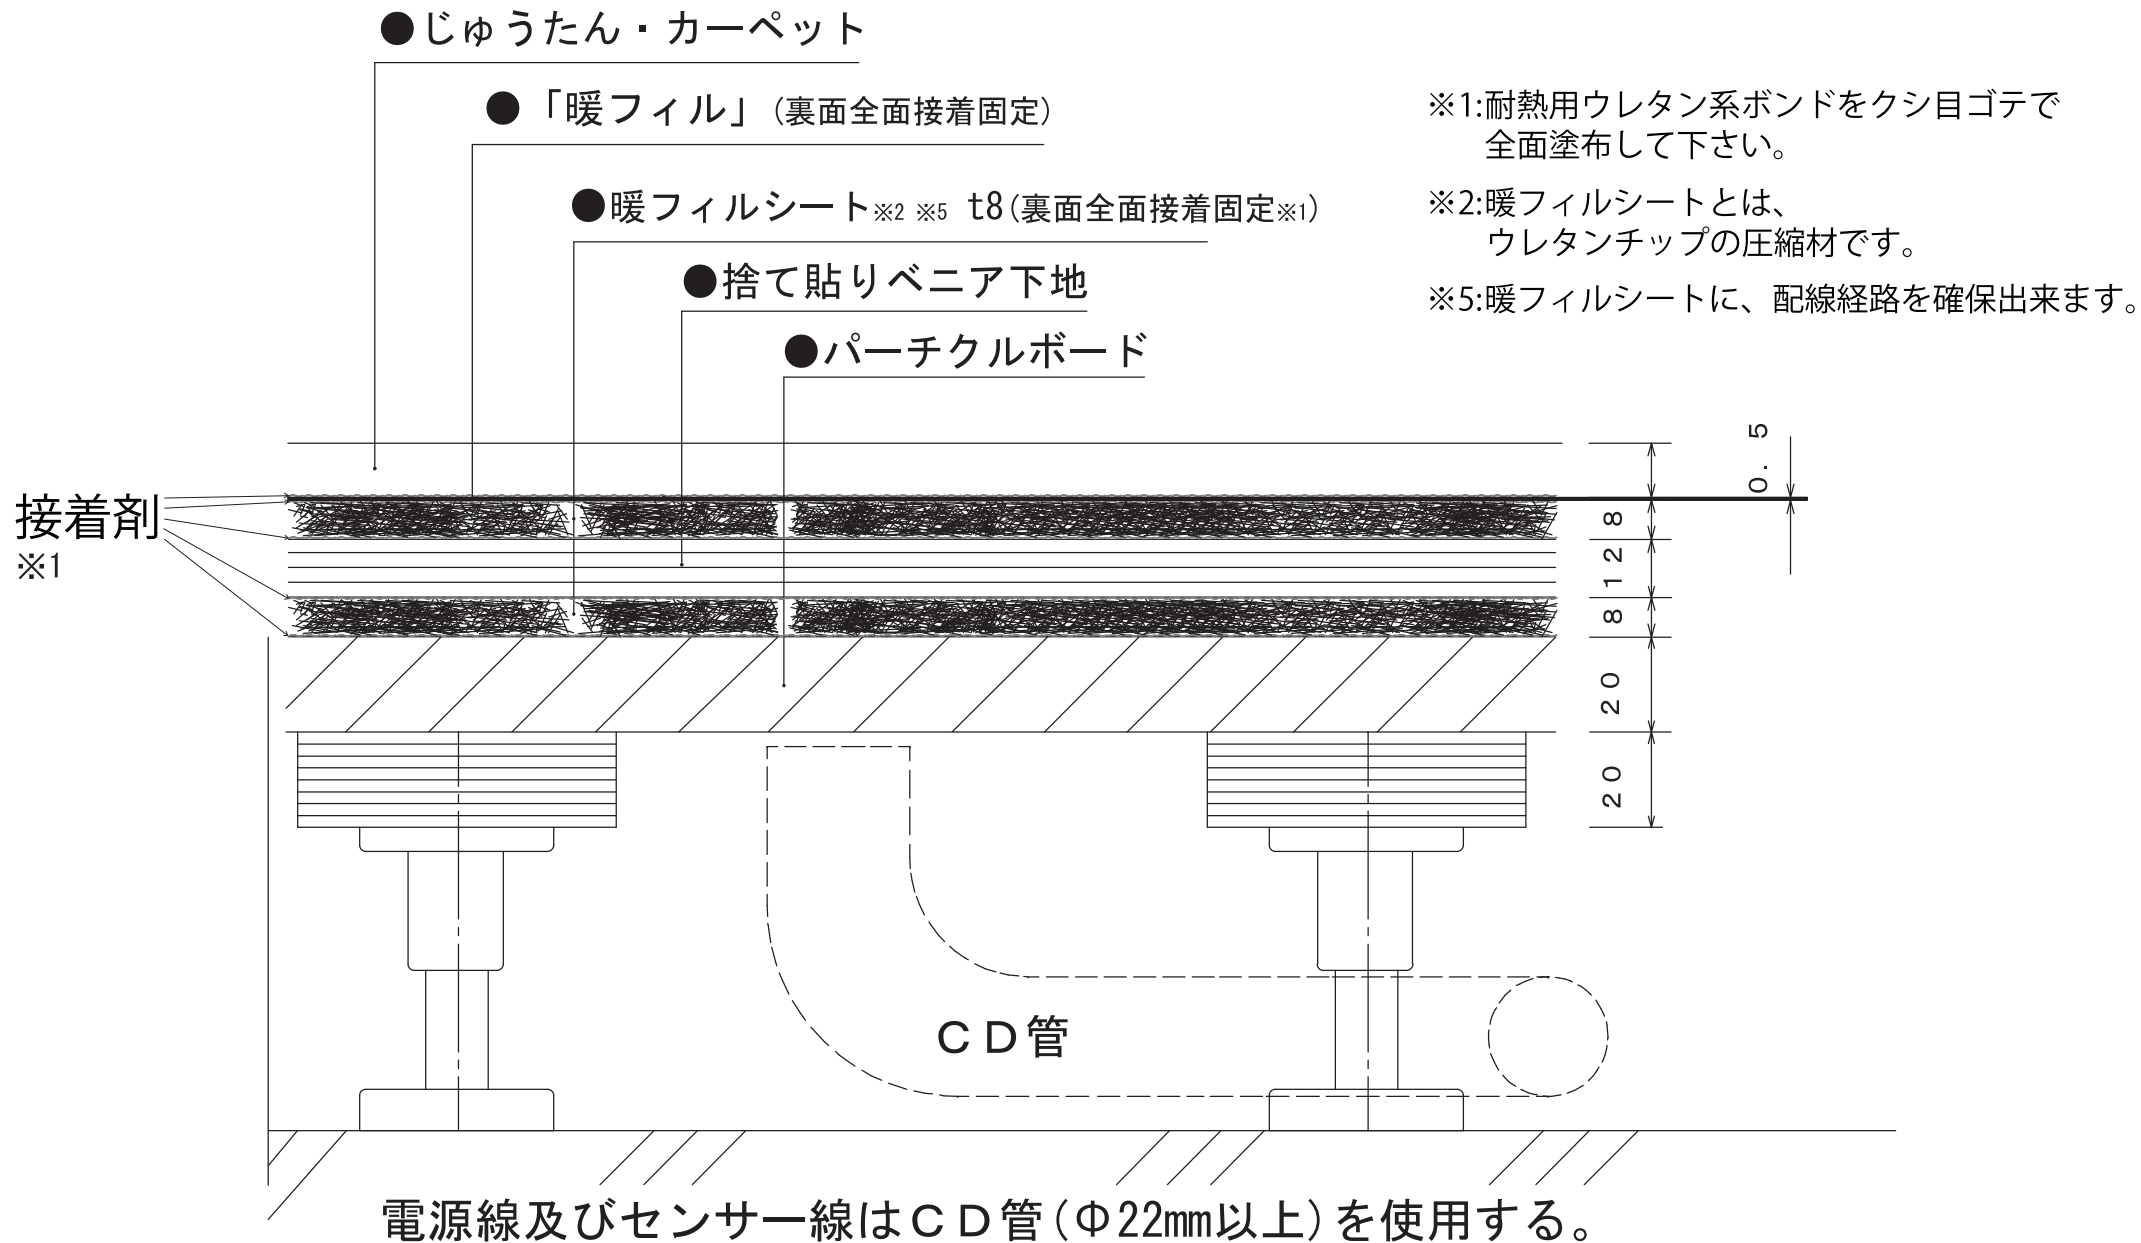 ●じゅうたん・カーペット
●「暖フィル」(裏面全面接着固定)
●暖フィルシート※2 ※5 t8(裏面全面接着固定※1)
●捨て貼りベニア下地
●パーチクルボード
※1:耐熱用ウレタン系ボンドをクシ目ゴテで
全面塗布して下さい。
※2:暖フィルシートとは、
ウレタンチップの圧縮材です。
※5:暖フィルシートに、配線経路を確保出来ます。
接着剤
※1
0.5
8
12
8
20
20
CD管
電源線及びセンサー線はCD管(Φ22mm以上)を使用する。